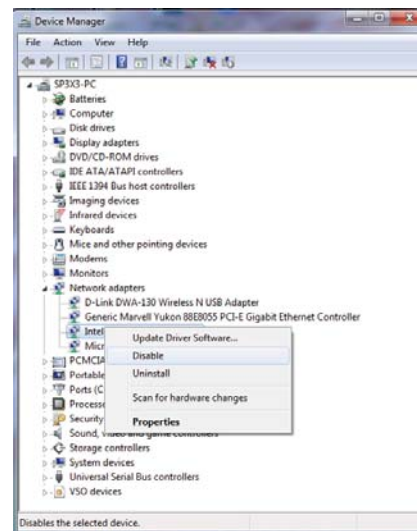 Device Manager
File Action View Help
SP3X3-PC
Batteries
Computer
Disk drives
Display adapters
DVD/CD-ROM drives
IDE ATA/ATAPI controllers
IEEE 1394 Bus host controllers
Imaging devices
Infrared devices
Keyboards
Mice and other pointing devices
Modems
Monitors
Network adapters
D-Link DWA-130 Wireless N USB Adapter
Generic Marvell Yukon 88E8055 PCI-E Gigabit Ethernet Controller
Intel
Micr
PCMCIA
Portable
Ports (C
Processo
Security
Sound, video and game controllers
Storage controllers
System devices
Universal Serial Bus controllers
VSO devices
Update Driver Software...
Disable
Uninstall
Scan for hardware changes
Properties
Disables the selected device.